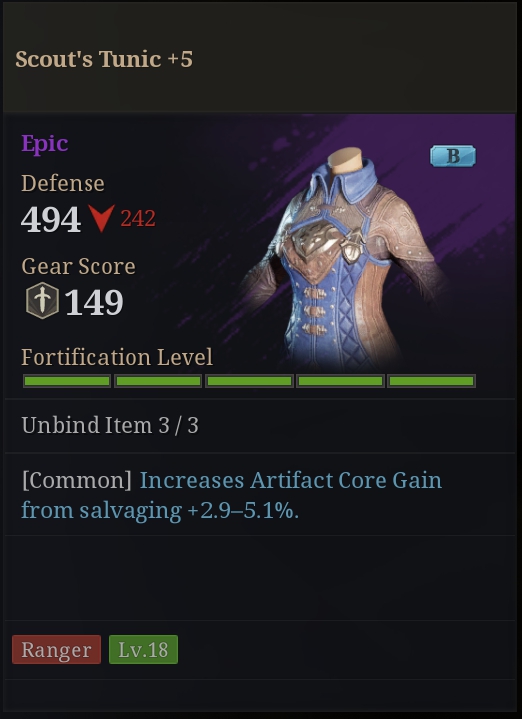 Scout's Tunic +5
Epic
B
Defense
494 242
Gear Score
149
Fortification Level
Unbind Item 3 / 3
[Common] Increases Artifact Core Gain
from salvaging +2.9–5.1%.
Ranger Lv.18